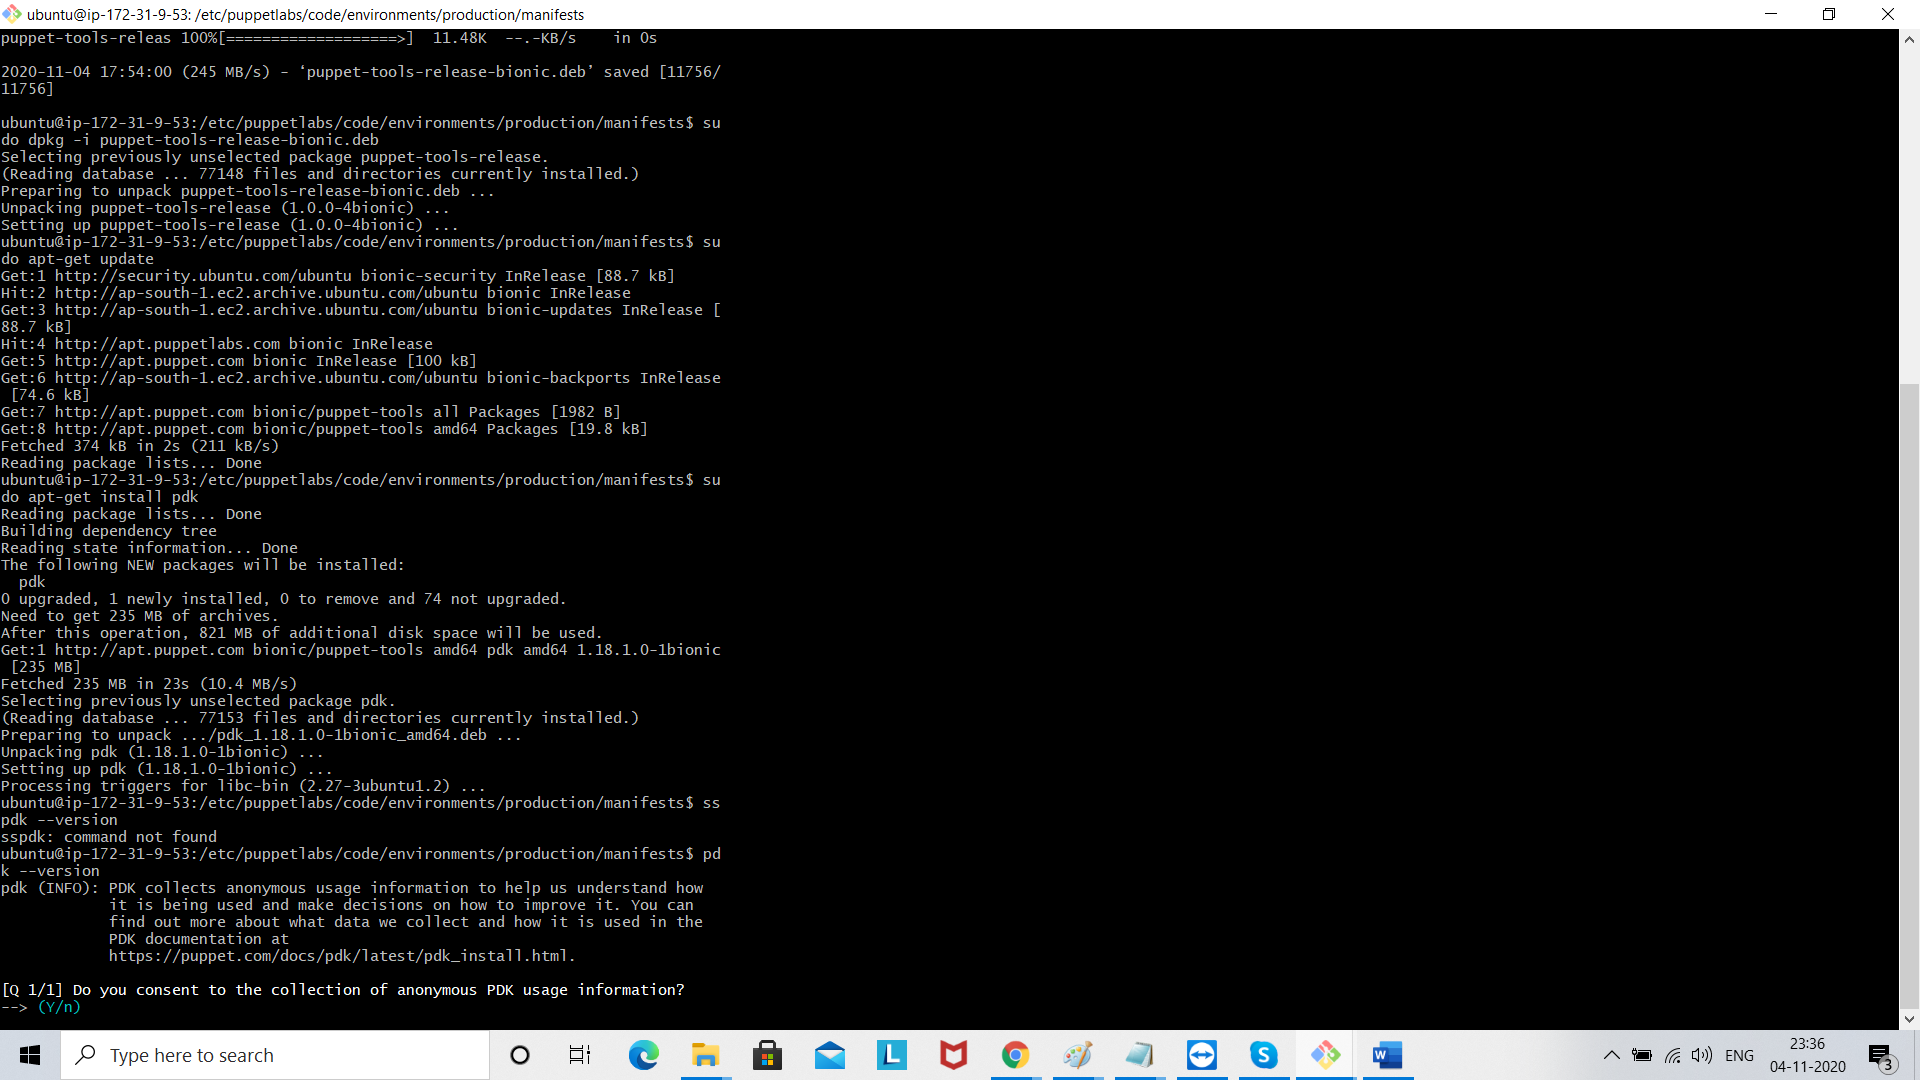 ubuntu@ip-172-31-9-53: /etc/puppetlabs/code/environments/production/manifests
puppet-tools-releas 100%[===================>]  11.48K  --.-KB/s    in 0s
2020-11-04 17:54:00 (245 MB/s) - ‘puppet-tools-release-bionic.deb’ saved [11756/
11756]
ubuntu@ip-172-31-9-53:/etc/puppetlabs/code/environments/production/manifests$ su
do dpkg -i puppet-tools-release-bionic.deb
Selecting previously unselected package puppet-tools-release.
(Reading database ... 77148 files and directories currently installed.)
Preparing to unpack puppet-tools-release-bionic.deb ...
Unpacking puppet-tools-release (1.0.0-4bionic) ...
Setting up puppet-tools-release (1.0.0-4bionic) ...
ubuntu@ip-172-31-9-53:/etc/puppetlabs/code/environments/production/manifests$ su
do apt-get update
Get:1 http://security.ubuntu.com/ubuntu bionic-security InRelease [88.7 kB]
Hit:2 http://ap-south-1.ec2.archive.ubuntu.com/ubuntu bionic InRelease
Get:3 http://ap-south-1.ec2.archive.ubuntu.com/ubuntu bionic-updates InRelease [
88.7 kB]
Hit:4 http://apt.puppetlabs.com bionic InRelease
Get:5 http://apt.puppet.com bionic InRelease [100 kB]
Get:6 http://ap-south-1.ec2.archive.ubuntu.com/ubuntu bionic-backports InRelease
 [74.6 kB]
Get:7 http://apt.puppet.com bionic/puppet-tools all Packages [1982 B]
Get:8 http://apt.puppet.com bionic/puppet-tools amd64 Packages [19.8 kB]
Fetched 374 kB in 2s (211 kB/s)
Reading package lists... Done
ubuntu@ip-172-31-9-53:/etc/puppetlabs/code/environments/production/manifests$ su
do apt-get install pdk
Reading package lists... Done
Building dependency tree
Reading state information... Done
The following NEW packages will be installed:
  pdk
0 upgraded, 1 newly installed, 0 to remove and 74 not upgraded.
Need to get 235 MB of archives.
After this operation, 821 MB of additional disk space will be used.
Get:1 http://apt.puppet.com bionic/puppet-tools amd64 pdk amd64 1.18.1.0-1bionic
 [235 MB]
Fetched 235 MB in 23s (10.4 MB/s)
Selecting previously unselected package pdk.
(Reading database ... 77153 files and directories currently installed.)
Preparing to unpack .../pdk_1.18.1.0-1bionic_amd64.deb ...
Unpacking pdk (1.18.1.0-1bionic) ...
Setting up pdk (1.18.1.0-1bionic) ...
Processing triggers for libc-bin (2.27-3ubuntu1.2) ...
ubuntu@ip-172-31-9-53:/etc/puppetlabs/code/environments/production/manifests$ ss
pdk --version
sspdk: command not found
ubuntu@ip-172-31-9-53:/etc/puppetlabs/code/environments/production/manifests$ pd
k --version
pdk (INFO): PDK collects anonymous usage information to help us understand how
            it is being used and make decisions on how to improve it. You can
            find out more about what data we collect and how it is used in the
            PDK documentation at
            https://puppet.com/docs/pdk/latest/pdk_install.html.
[Q 1/1] Do you consent to the collection of anonymous PDK usage information?
--> (Y/n)
Type here to search
L
S
W
ENG
23:36
04-11-2020
3